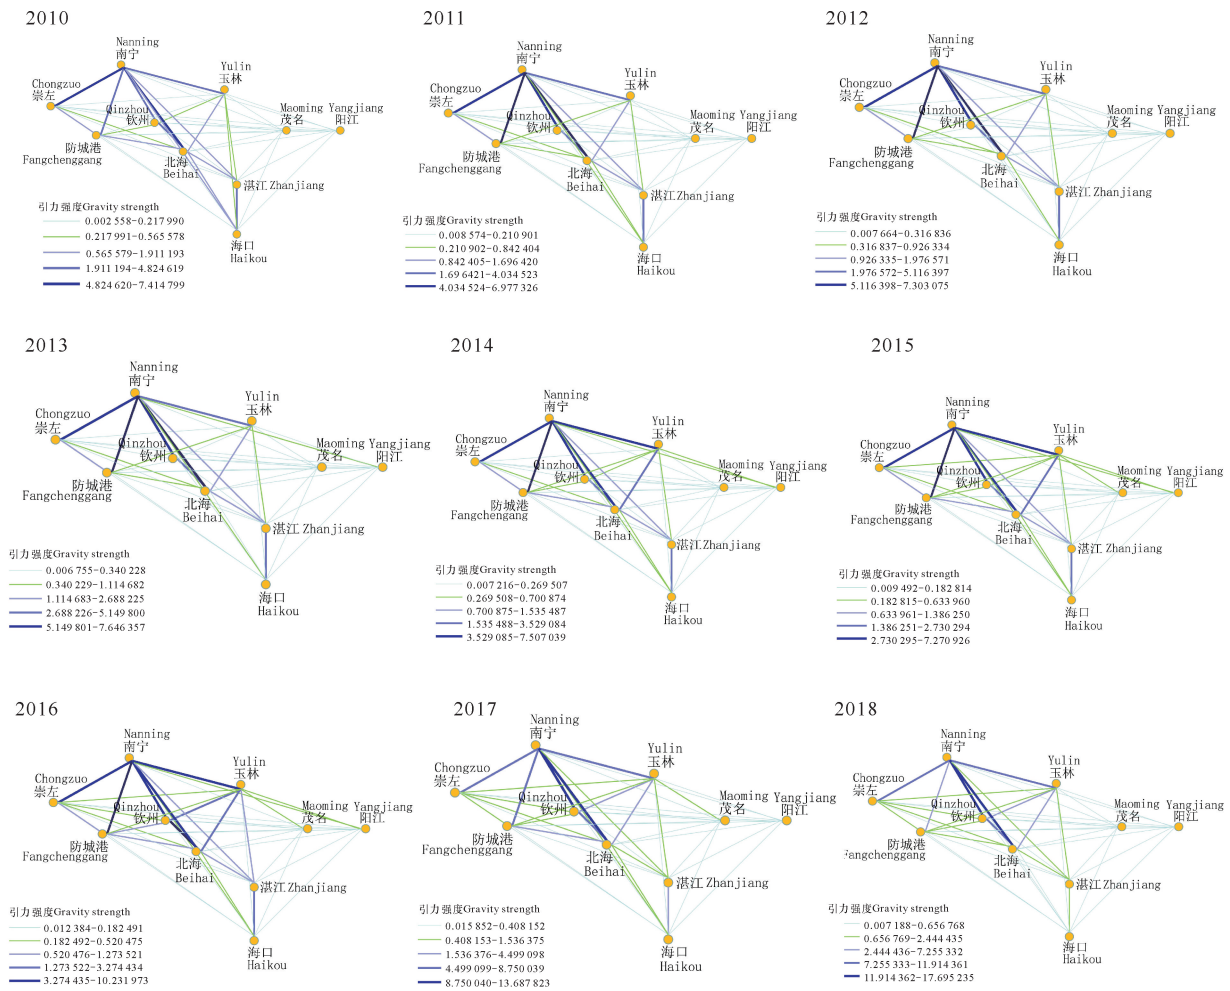 2010
Nanning
南宁
Yulin
玉林
Chongzuo
崇左
Qinzhou
钦州
Maoming Yangjiang
茂名 阳江
防城港
Fangchenggang
北海
Beihai
湛江 Zhanjiang
海口
Haikou
引力强度Gravity strength
0.002 558-0.217 990
0.217 991-0.565 578
0.565 579-1.911 193
1.911 194-4.824 619
4.824 620-7.414 799
2011
Nanning
南宁
Yulin
玉林
Chongzuo
崇左
Qinzhou
钦州
Maoming Yangjiang
茂名 阳江
防城港
Fangchenggang
北海
Beihai
湛江 Zhanjiang
海口
Haikou
引力强度Gravity strength
0.008 574-0.210 901
0.210 902-0.842 404
0.842 405-1.696 420
1.69 6421-4.034 523
4.034 524-6.977 326
2012
Nanning
南宁
Yulin
玉林
Chongzuo
崇左
Qinzhou
钦州
Maoming Yangjiang
茂名 阳江
防城港
Fangchenggang
北海
Beihai
湛江 Zhanjiang
海口
Haikou
引力强度Gravity strength
0.007 664-0.316 836
0.316 837-0.926 334
0.926 335-1.976 571
1.976 572-5.116 397
5.116 398-7.303 075
2013
Nanning
南宁
Yulin
玉林
Chongzuo
崇左
Qinzhou
钦州
Maoming Yangjiang
茂名 阳江
防城港
Fangchenggang
北海
Beihai
湛江 Zhanjiang
海口
Haikou
引力强度Gravity strength
0.006 755-0.340 228
0.340 229-1.114 682
1.114 683-2.688 225
2.688 226-5.149 800
5.149 801-7.646 357
2014
Nanning
南宁
Yulin
玉林
Chongzuo
崇左
Qinzhou
钦州
Maoming Yangjiang
茂名 阳江
防城港
Fangchengang
北海
Beihai
湛江 Zhanjiang
海口
Haikou
引力强度Gravity strength
0.007 216-0.269 507
0.269 508-0.700 874
0.700 875-1.535 487
1.535 488-3.529 084
3.529 085-7.507 039
2015
Nanning
南宁
Yulin
玉林
Chongzuo
崇左
Qinzhou
钦州
Maoming Yangjiang
茂名 阳江
防城港
Fangchenggang
北海
Beihai
湛江 Zhanjiang
海口
Haikou
引力强度Gravity strength
0.009 492-0.182 814
0.182 815-0.633 960
0.633 961-1.386 250
1.386 251-2.730 294
2.730 295-7.270 926
2016
Nanning
南宁
Yulin
玉林
Chongzuo
崇左
Qinzhou
钦州
Maoming Yangjiang
茂名 阳江
防城港
Fangchenggang
北海
Beihai
湛江 Zhanjiang
海口
Haikou
引力强度Gravity strength
0.012 384-0.182 491
0.182 492-0.520 475
0.520 476-1.273 521
1.273 522-3.274 434
3.274 435-10.231 973
2017
Nanning
南宁
Yulin
玉林
Chongzuo
崇左
Qinzhou
钦州
Maoming Yangjiang
茂名 阳江
防城港
Fangchenggang
北海
Beihai
湛江 Zhanjiang
海口
Haikou
引力强度Gravity strength
0.015 852-0.408 152
0.408 153-1.536 375
1.536 376-4.499 098
4.499 099-8.750 039
8.750 040-13.687 823
2018
Nanning
南宁
Yulin
玉林
Chongzuo
崇左
Qinzhou
钦州
Maoming Yangjiang
茂名 阳江
防城港
Fangchenggang
北海
Beihai
湛江 Zhanjiang
海口
Haikou
引力强度Gravity strength
0.007 188-0.656 768
0.656 769-2.444 435
2.444 436-7.255 332
7.255 333-11.914 361
11.914 362-17.695 235